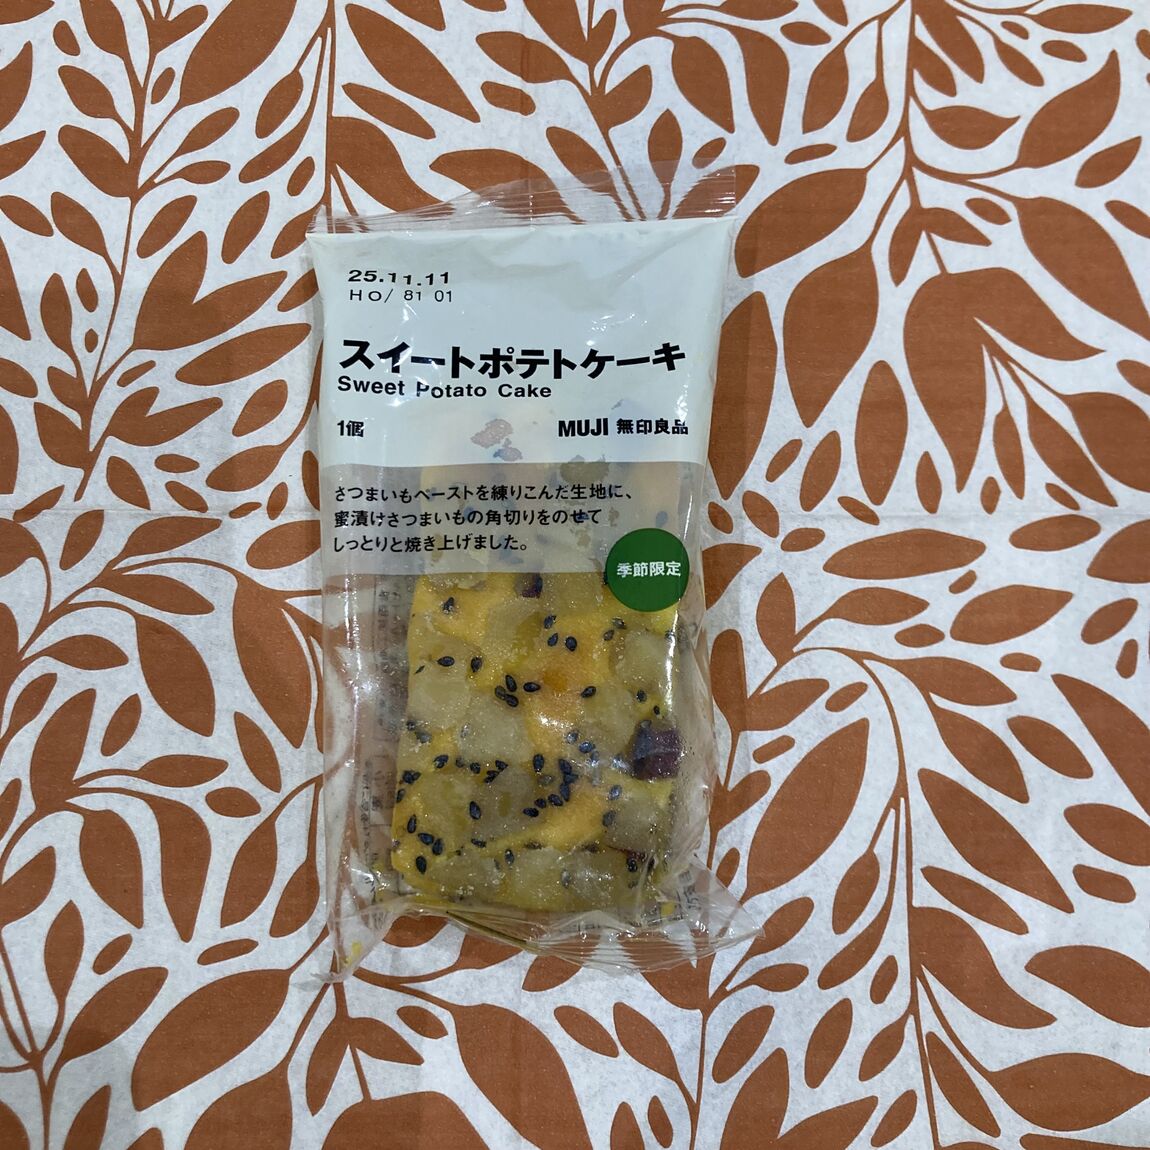 25.11.11
HO/ 81 01
スイートポテトケーキ
Sweet Potato Cake
1個
MUJI 無印良品
さつまいもペーストを練りこんだ生地に、
蜜漬けさつまいもの角切りをのせて
しっとりと焼き上げました。
季節限定